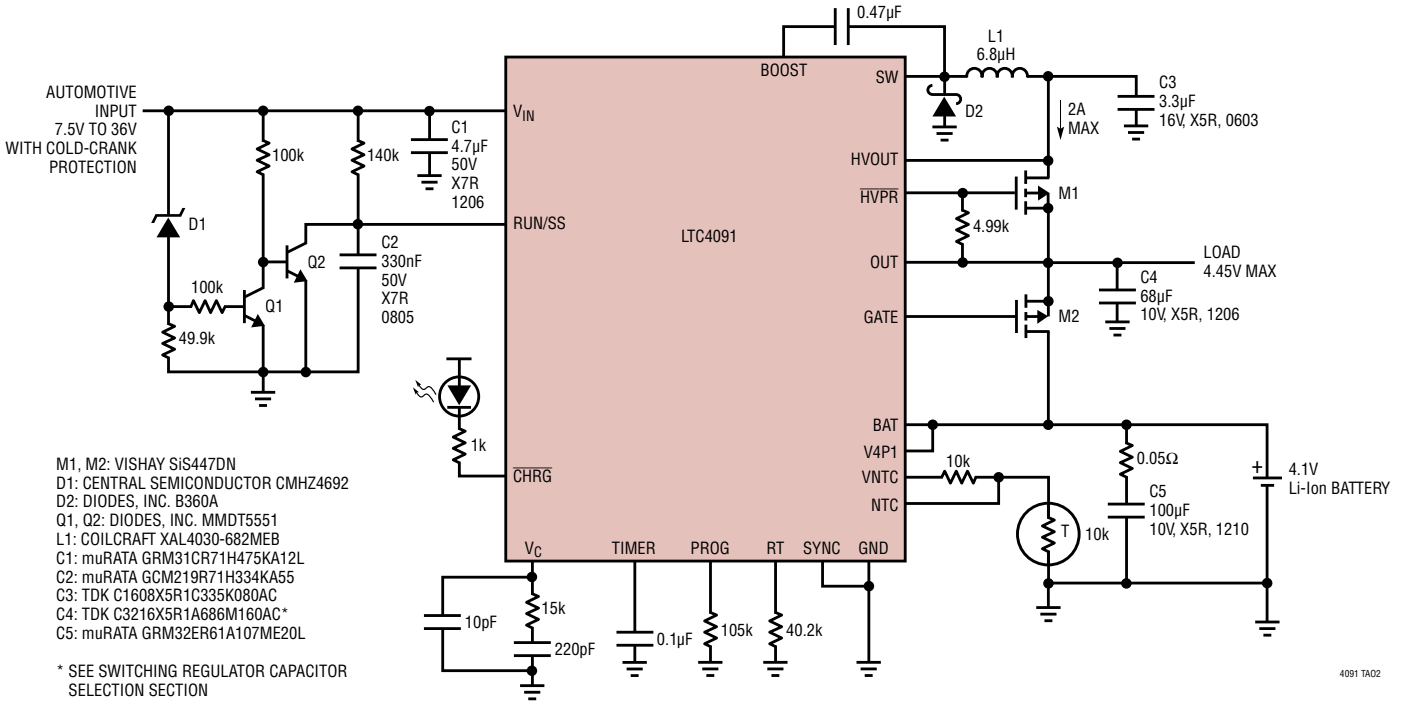 0.47µF
L1
6.8µH
BOOST
SW
C3
3.3µF
16V, X5R, 0603
D2
2A
MAX
AUTOMOTIVE
INPUT
7.5V TO 36V
WITH COLD-CRANK
PROTECTION
VIN
C1
4.7µF
50V
X7R
1206
100k
140k
HVOUT
HVPR
M1
4.99k
D1
RUN/SS
LTC4091
Q2
C2
330nF
50V
X7R
0805
OUT
LOAD
4.45V MAX
C4
68µF
10V, X5R, 1206
100k
Q1
49.9k
GATE
M2
1k
CHRG
BAT
V4P1
VNTC
NTC
10k
0.05Ω
C5
100µF
10V, X5R, 1210
+
4.1V
Li-Ion BATTERY
T
10k
VC
TIMER
PROG
RT
SYNC
GND
10pF
15k
220pF
0.1µF
105k
40.2k
M1, M2: VISHAY SiS447DN
D1: CENTRAL SEMICONDUCTOR CMHZ4692
D2: DIODES, INC. B360A
Q1, Q2: DIODES, INC. MMDT5551
L1: COILCRAFT XAL4030-682MEB
C1: muRATA GRM31CR71H475KA12L
C2: muRATA GCM219R71H334KA55
C3: TDK C1608X5R1C335K080AC
C4: TDK C3216X5R1A686M160AC*
C5: muRATA GRM32ER61A107ME20L
* SEE SWITCHING REGULATOR CAPACITOR
SELECTION SECTION
4091 TA02